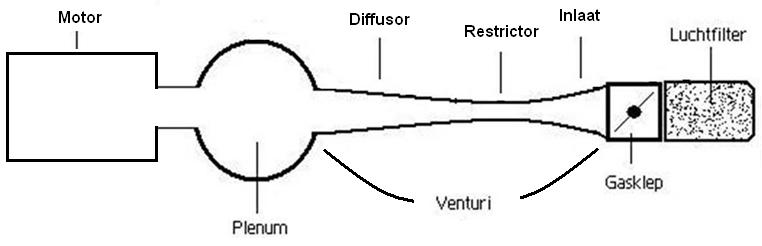 Motor
Diffusor
Restrictor
Inlaat
Luchtfilter
Plenum
Venturi
Gasklep